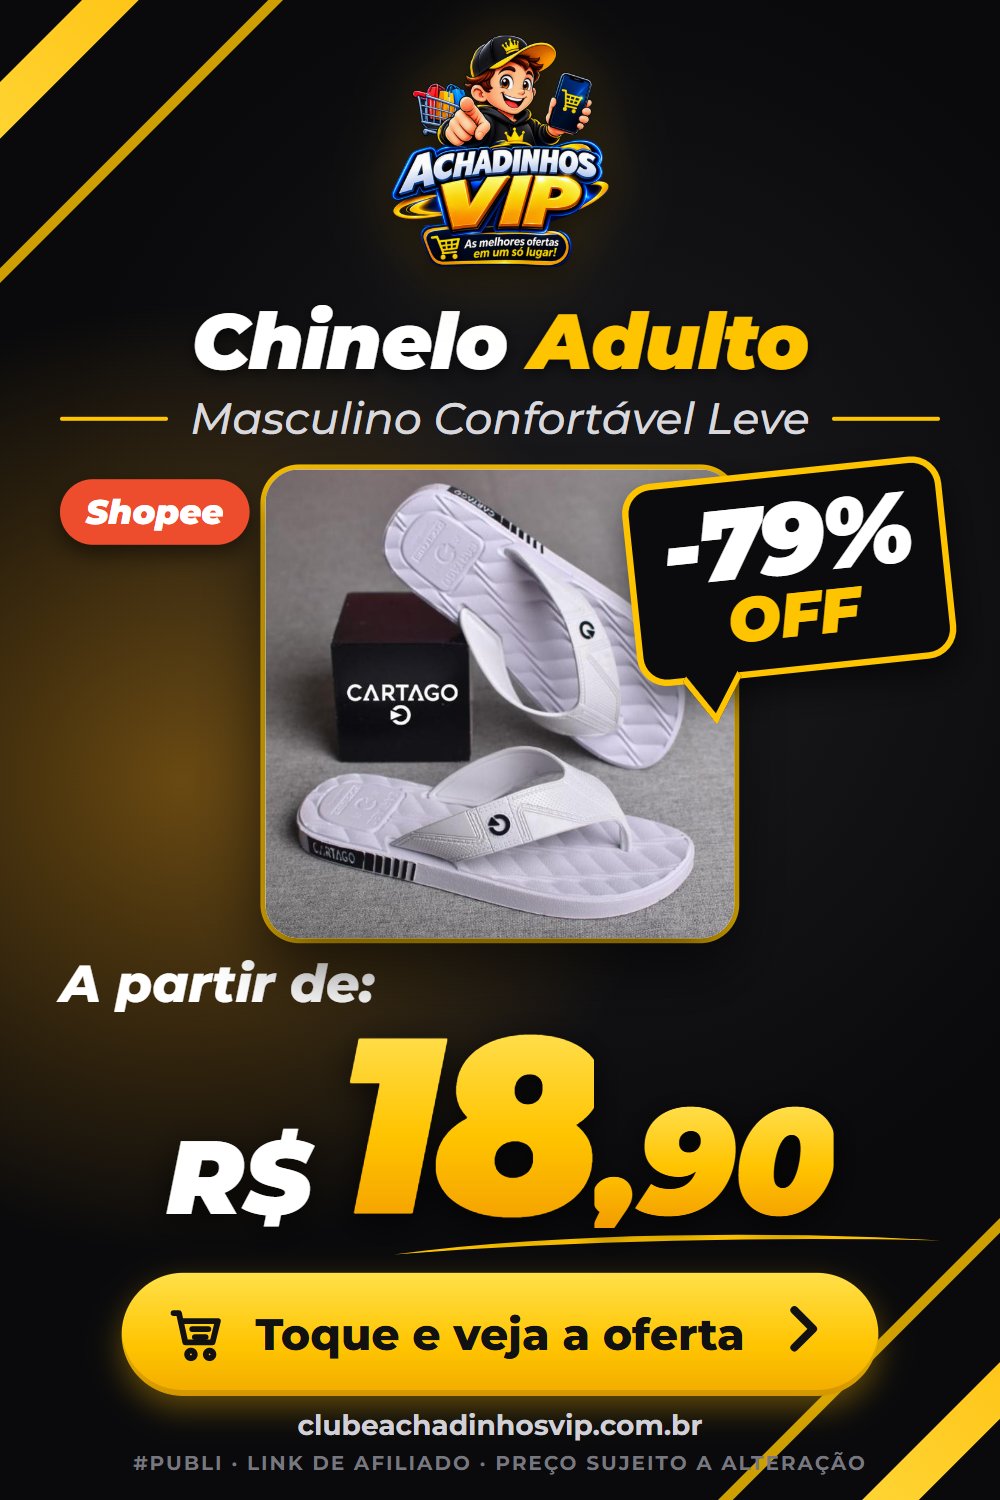 ACHADINHOS
VIP
As melhores ofertas
em um só lugar!
Chinelo Adulto
Masculino Confortável Leve
Shopee
-79%
OFF
CARTAGO
CARTAGO
A partir de:
R$ 18,90
Toque e veja a oferta
clubeachadinhosvip.com.br
#PUBLI · LINK DE AFILIADO · PREÇO SUJEITO A ALTERAÇÃO